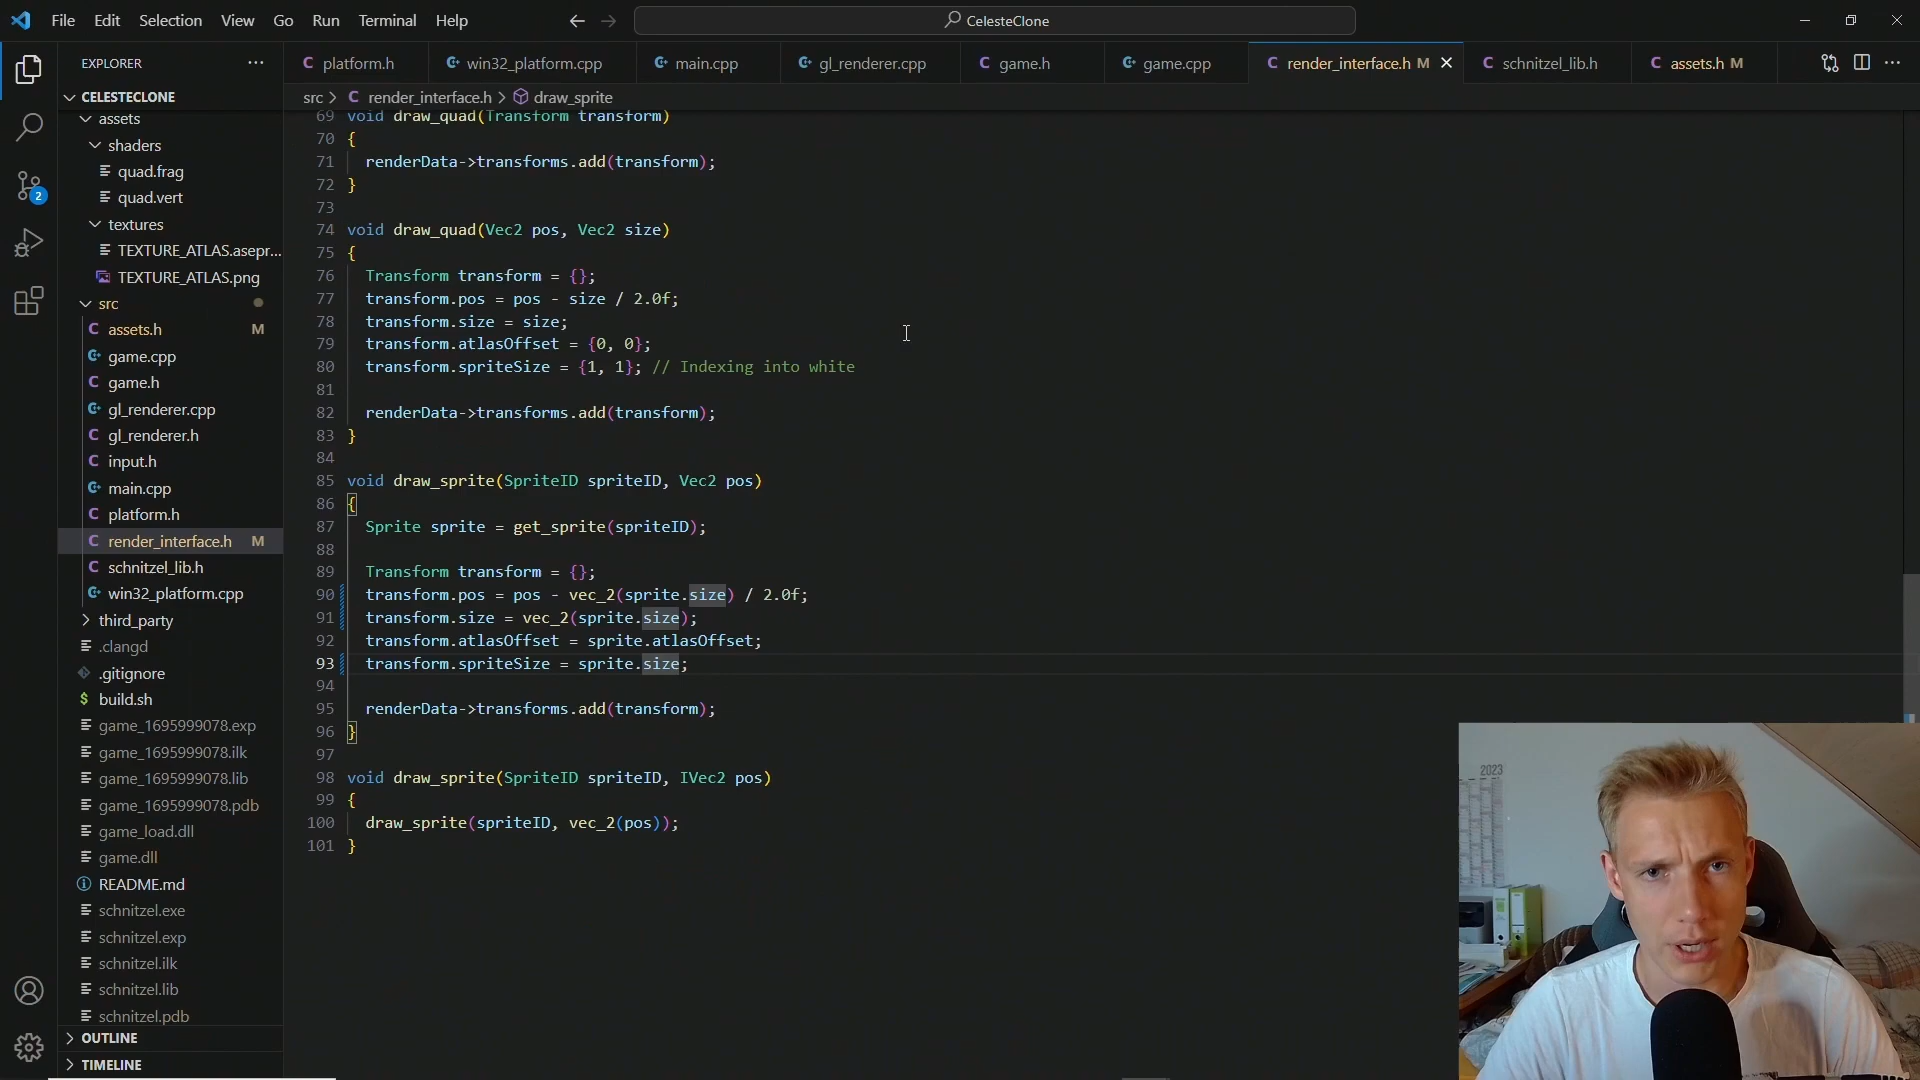 File Edit Selection View Go Run Terminal Help
CelesteClone
EXPLORER
platform.h
win32_platform.cpp
main.cpp
gl_renderer.cpp
game.h
game.cpp
render_interface.h M
schnitzel_lib.h
assets.h M
CELESTECLONE
assets
shaders
quad.frag
quad.vert
textures
TEXTURE_ATLAS.asepr...
TEXTURE_ATLAS.png
src
assets.h M
game.cpp
game.h
gl_renderer.cpp
gl_renderer.h
input.h
main.cpp
platform.h
render_interface.h M
schnitzel_lib.h
win32_platform.cpp
third_party
.clangd
.gitignore
build.sh
game_1695999078.exp
game_1695999078.ilk
game_1695999078.lib
game_1695999078.pdb
game_load.dll
game.dll
README.md
schnitzel.exe
schnitzel.exp
schnitzel.ilk
schnitzel.lib
schnitzel.pdb
OUTLINE
TIMELINE
2
src > render_interface.h > draw_sprite
69 void draw_quad(Transform transform)
70 {
71 renderData->transforms.add(transform);
72 }
73
74 void draw_quad(Vec2 pos, Vec2 size)
75 {
76 Transform transform = {};
77 transform.pos = pos - size / 2.0f;
78 transform.size = size;
79 transform.atlasOffset = {0, 0};
80 transform.spriteSize = {1, 1}; // Indexing into white
81
82 renderData->transforms.add(transform);
83 }
84
85 void draw_sprite(SpriteID spriteID, Vec2 pos)
86 {
87 Sprite sprite = get_sprite(spriteID);
88
89 Transform transform = {};
90 transform.pos = pos - vec_2(sprite.size) / 2.0f;
91 transform.size = vec_2(sprite.size);
92 transform.atlasOffset = sprite.atlasOffset;
93 transform.spriteSize = sprite.size;
94
95 renderData->transforms.add(transform);
96 }
97
98 void draw_sprite(SpriteID spriteID, IVec2 pos)
99 {
100 draw_sprite(spriteID, vec_2(pos));
101 }
2023